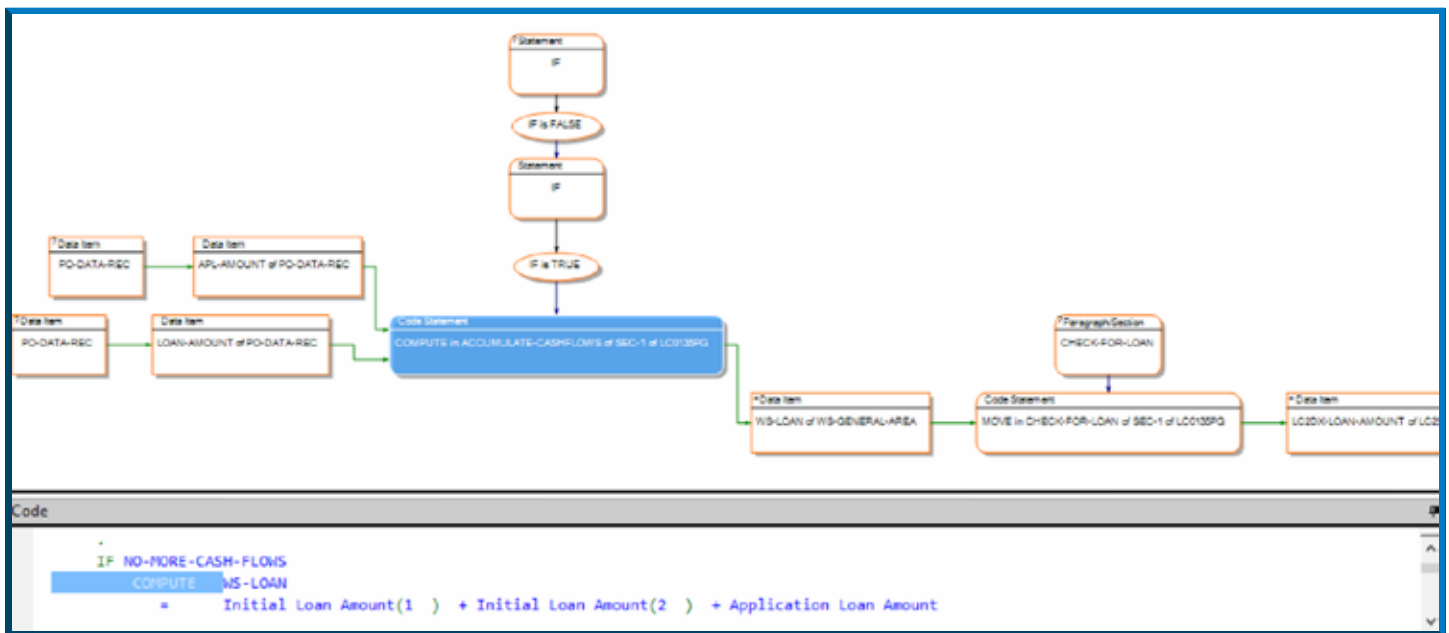 Statement
IF
IF is FALSE
Statement
IF
IF is TRUE
Data Item
PO-DATA-REC
Data Item
APL-AMOUNT of PO-DATA-REC
Data Item
PO-DATA-REC
Data Item
LOAN-AMOUNT of PO-DATA-REC
Code Statement
COMPUTE in ACCUMULATE-CASHFLOWS of SEC-1 of LC0135PG
Data Item
WS-LOAN of WS-GENERAL-AREA
Paragraph/Section
CHECK-FOR-LOAN
Code Statement
MOVE in CHECK-FOR-LOAN of SEC-1 of LC0135PG
Data Item
LC2DX-LOAN-AMOUNT of
Code
.
IF NO-MORE-CASH-FLOWS
COMPUTE WS-LOAN
= Initial Loan Amount(1 ) + Initial Loan Amount(2 ) + Application Loan Amount